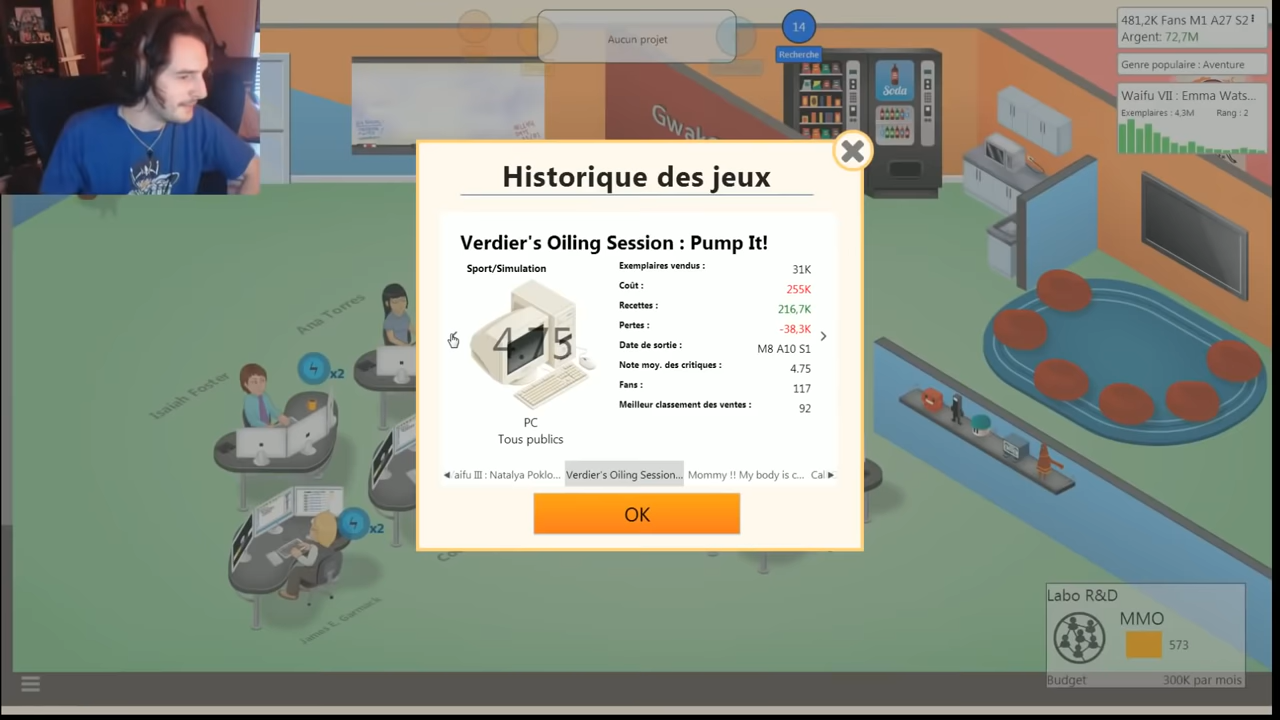 Aucun projet
14
Recherche
481,2K Fans M1 A27 S2
Argent: 72,7M
Genre populaire : Aventure
Waifu VII : Emma Wats...
Exemplaires : 4,3M
Rang : 2
Soda
Historique des jeux
Verdier's Oiling Session : Pump It!
Sport/Simulation
4.75
PC
Tous publics
Exemplaires vendus : 31K
Coût : 255K
Recettes : 216,7K
Pertes : -38,3K
Date de sortie : M8 A10 S1
Note moy. des critiques : 4.75
Fans : 117
Meilleur classement des ventes : 92
aifu III : Natalya Poklo...
Verdier's Oiling Session...
Mommy !! My body is c...
Cal
OK
Ana Torres
Isaiah Foster
x2
x2
James E. Garmach
Labo R&D
MMO
573
Budget
300K par mois